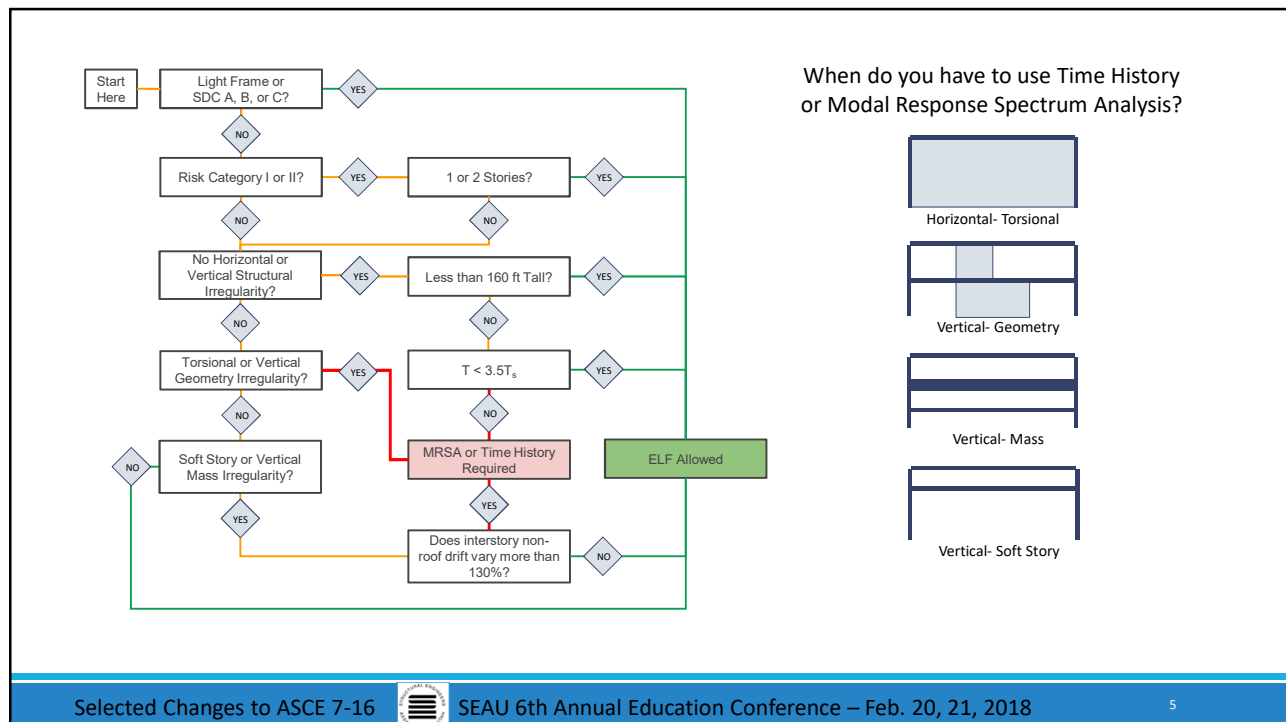 Start
Here
Light Frame or
SDC A, B, or C?
YES
NO
Risk Category I or II?
YES
1 or 2 Stories?
YES
NO
NO
No Horizontal or
Vertical Structural
Irregularity?
YES
Less than 160 ft Tall?
YES
NO
NO
Torsional or Vertical
Geometry Irregularity?
YES
T < 3.5Ts
YES
NO
NO
NO
Soft Story or Vertical
Mass Irregularity?
MRSA or Time History
Required
ELF Allowed
YES
YES
Does interstory non-
roof drift vary more than
130%?
NO
When do you have to use Time History
or Modal Response Spectrum Analysis?
Horizontal- Torsional
Vertical- Geometry
Vertical- Mass
Vertical- Soft Story
Selected Changes to ASCE 7-16
SEAU 6th Annual Education Conference – Feb. 20, 21, 2018
5